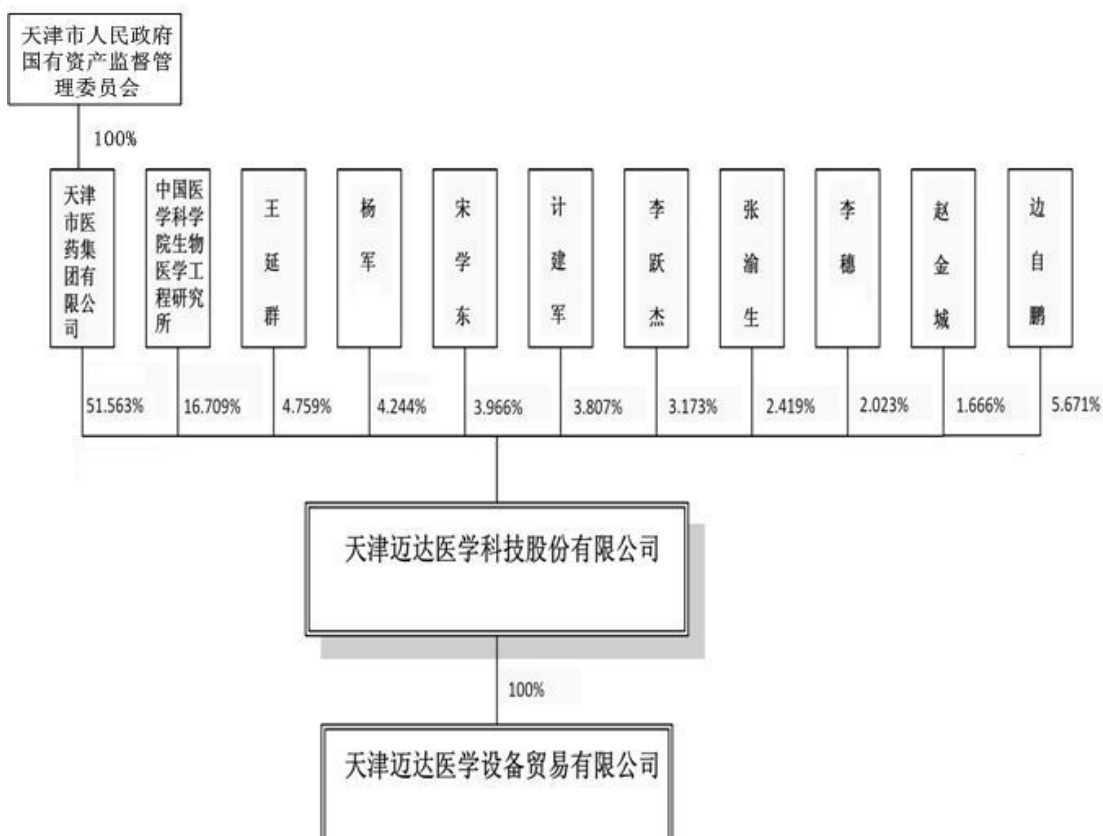 天津市人民政府
国有资产监督管
理委员会
100%
天津
市医
药集
团有
限公
司
中国医
学科学
院生物
医学工
程研究
所
王
延
群
杨
军
宋
学
东
计
建
军
李
跃
杰
张
渝
生
李
穗
赵
金
城
边
自
鹏
51.563%
16.709%
4.759%
4.244%
3.966%
3.807%
3.173%
2.419%
2.023%
1.666%
5.671%
天津迈达医学科技股份有限公司
100%
天津迈达医学设备贸易有限公司